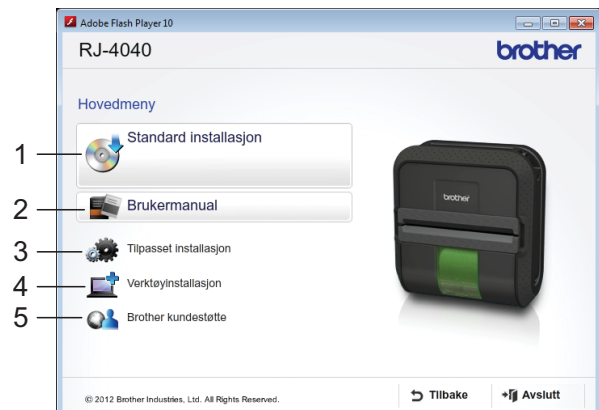 Adobe Flash Player 10
RJ-4040
brother
Hovedmeny
1
Standard installasjon
2
Brukermanual
3
Tilpasset installasjon
4
Verktøyinstallasjon
5
Brother kundestøtte
brother
© 2012 Brother Industries, Ltd. All Rights Reserved.
Tilbake
Avslutt